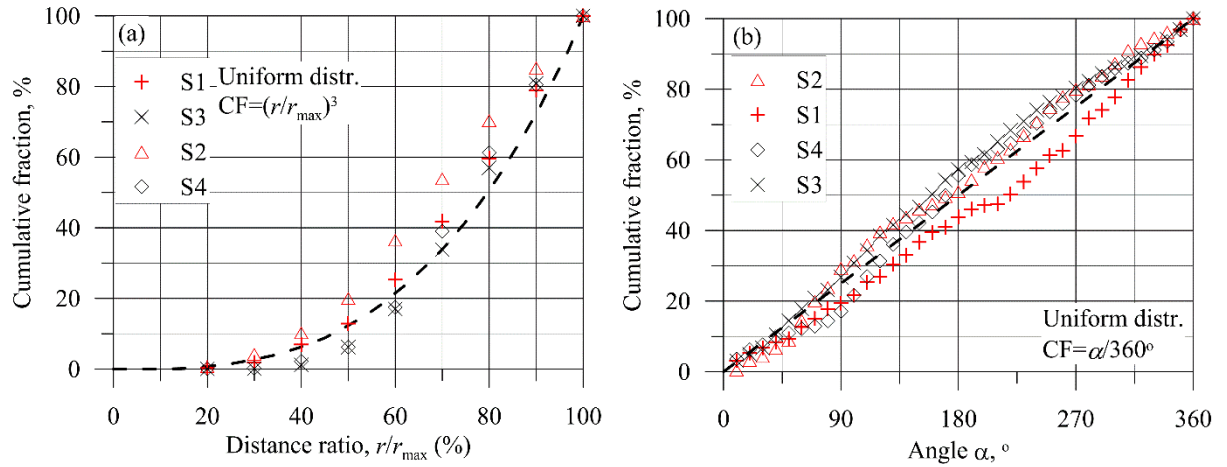 (a)
Cumulative fraction, %
100
80
60
40
20
0
S1
S3
S2
S4
Uniform distr.
CF=(r/rmax)³
0 20 40 60 80 100
Distance ratio, r/rmax (%)
(b)
Cumulative fraction, %
100
80
60
40
20
0
S2
S1
S4
S3
Uniform distr.
CF=α/360°
0 90 180 270 360
Angle α, °